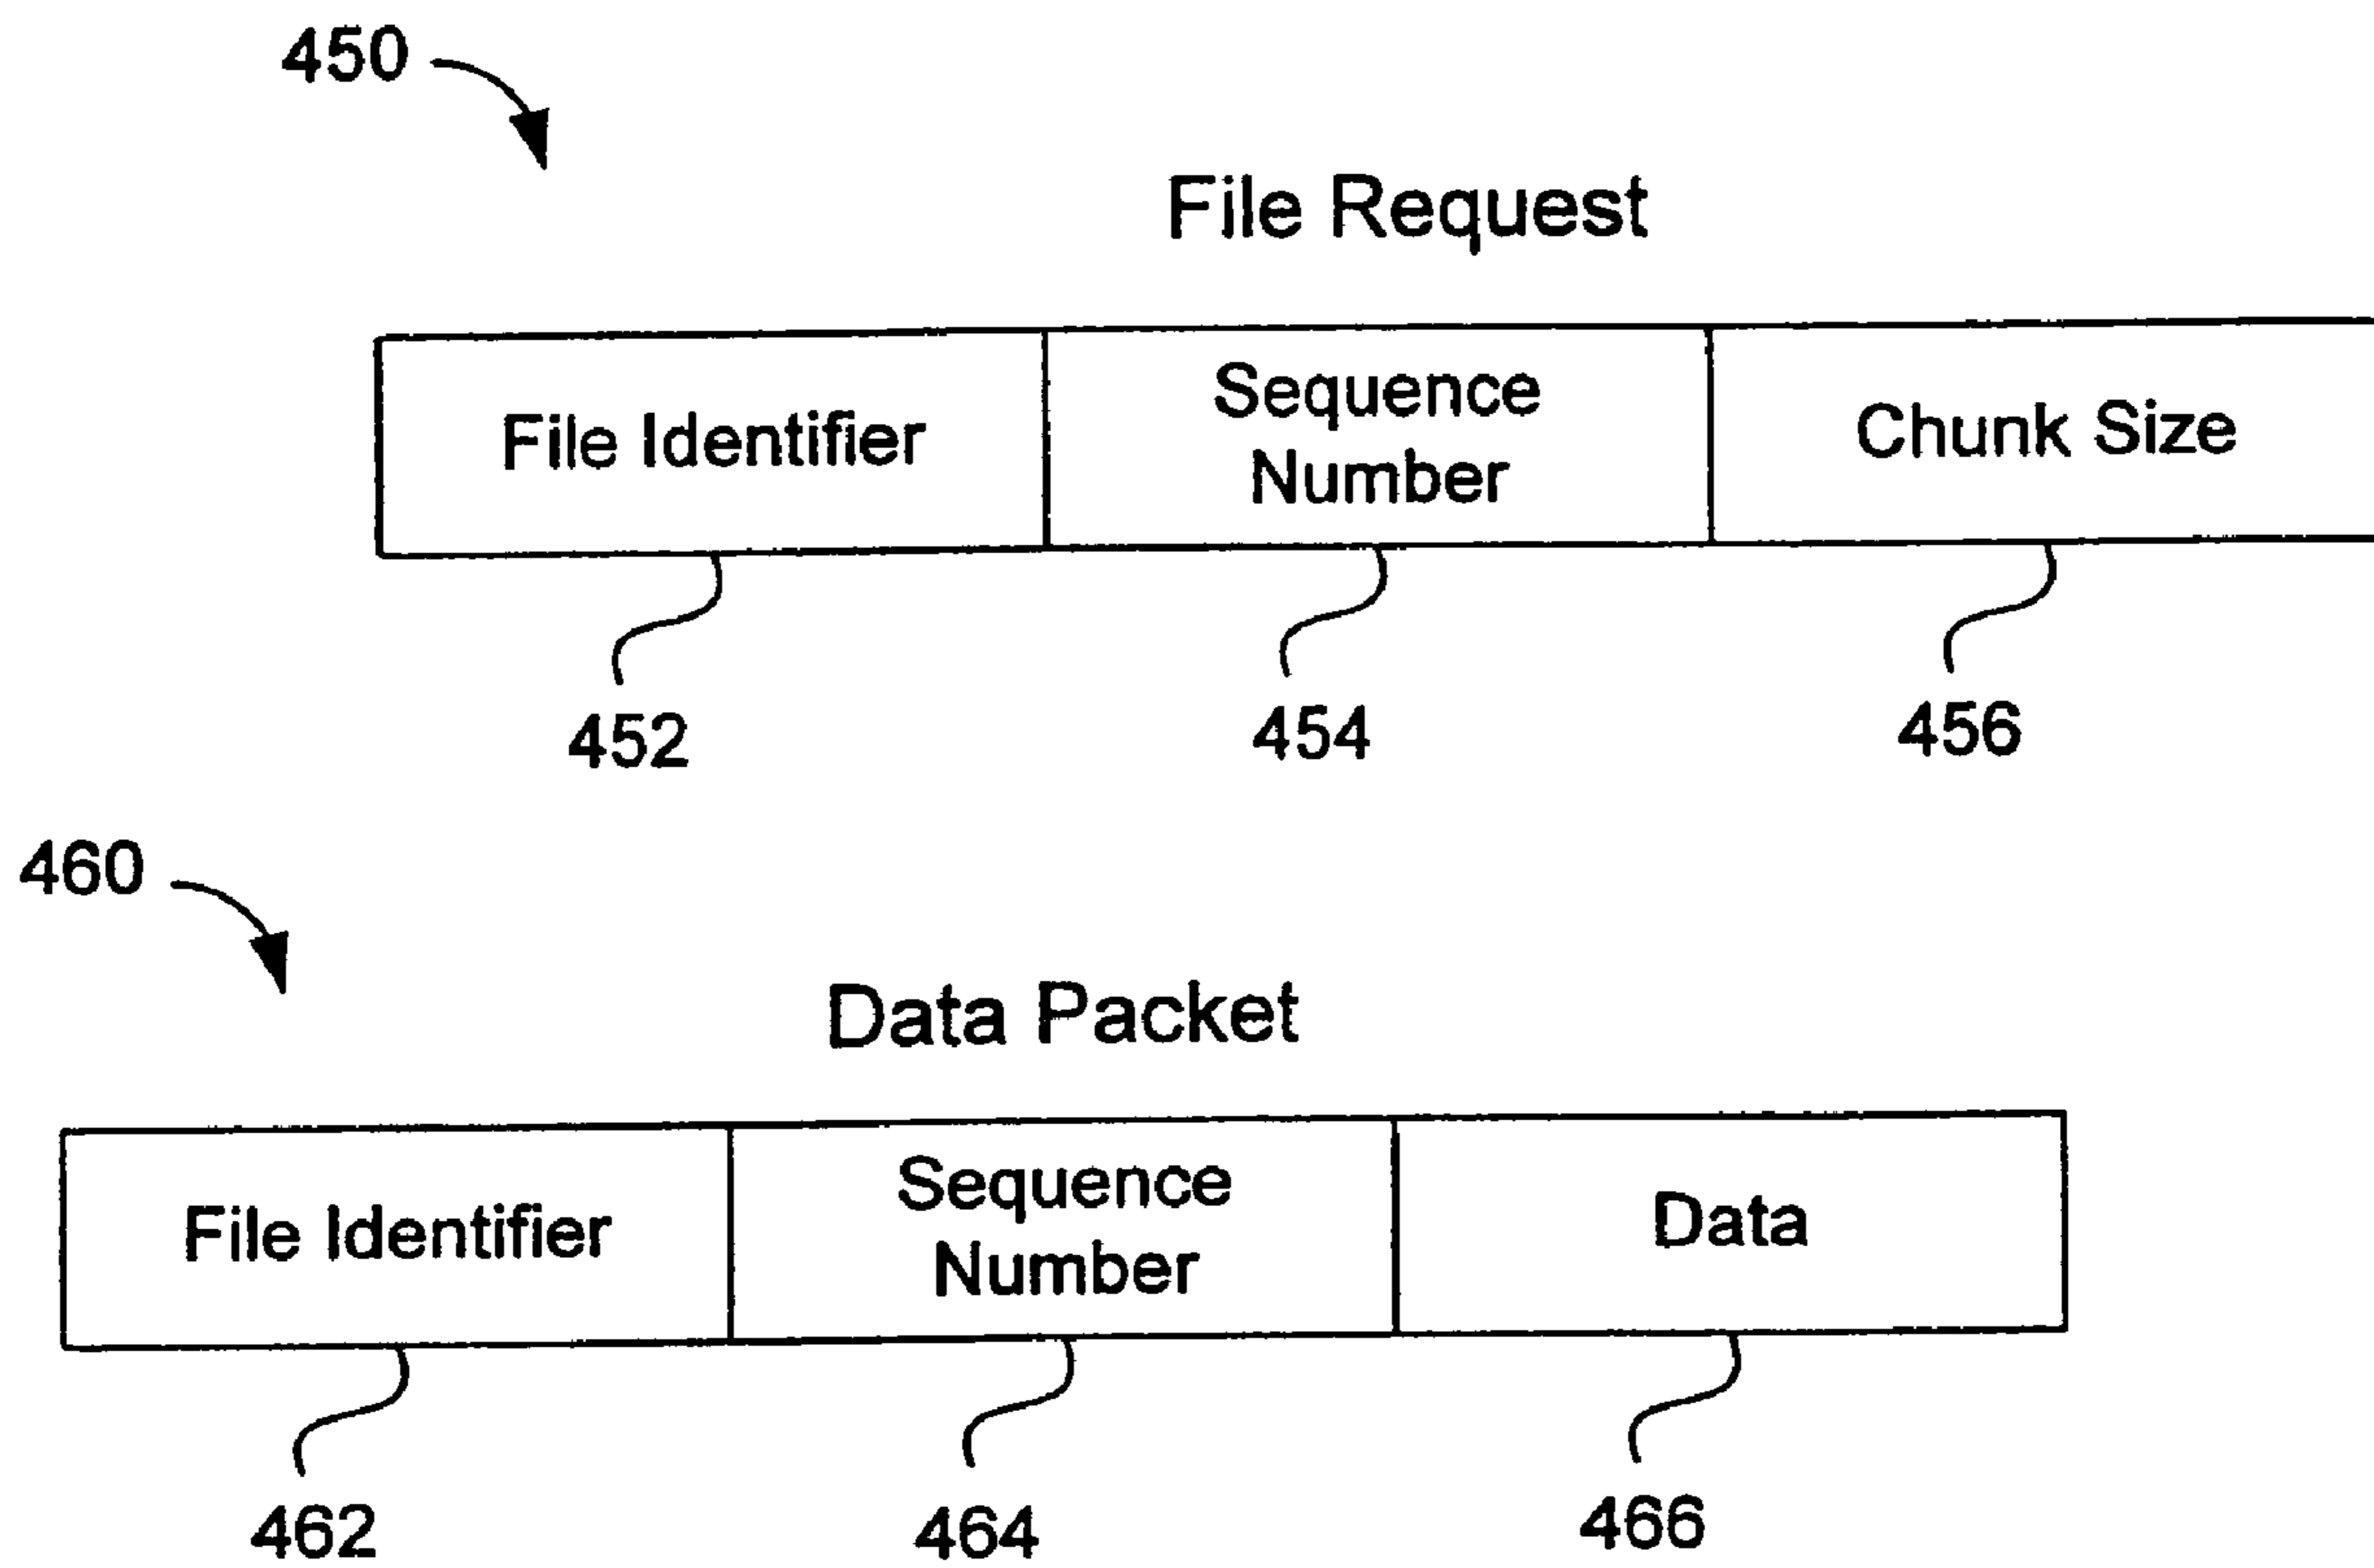 450
File Request
File Identifier
Sequence
Number
Chunk Size
452
454
456
460
Data Packet
File Identifier
Sequence
Number
Data
462
464
466